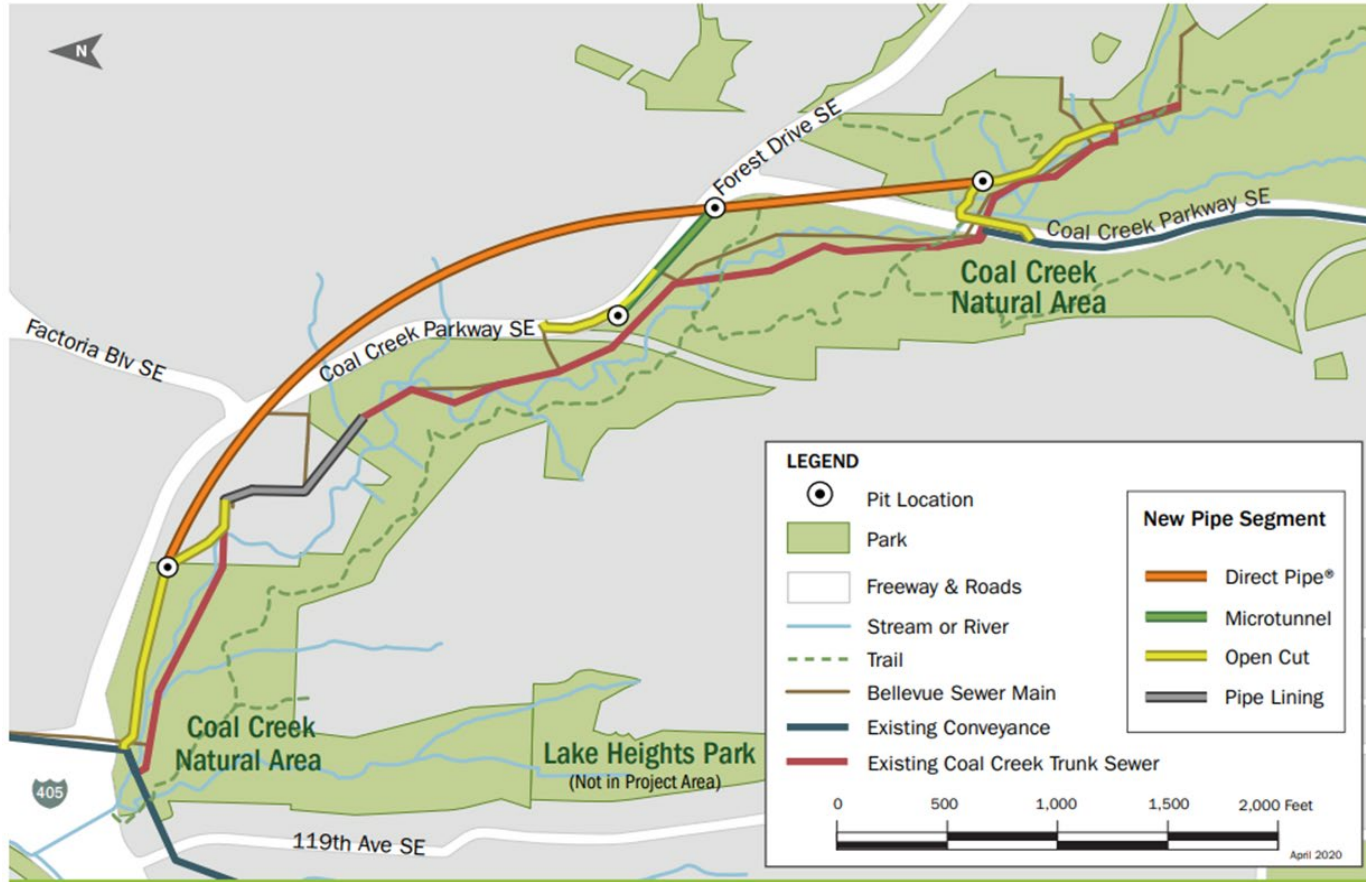 N
Forest Drive SE
Coal Creek Parkway SE
Coal Creek
Natural Area
Factoria Blv SE
Coal Creek Parkway SE
Coal Creek
Natural Area
Lake Heights Park
(Not in Project Area)
405
119th Ave SE
LEGEND
Pit Location
Park
Freeway & Roads
Stream or River
Trail
Bellevue Sewer Main
Existing Conveyance
Existing Coal Creek Trunk Sewer
New Pipe Segment
Direct Pipe®
Microtunnel
Open Cut
Pipe Lining
0 500 1,000 1,500 2,000 Feet
April 2020